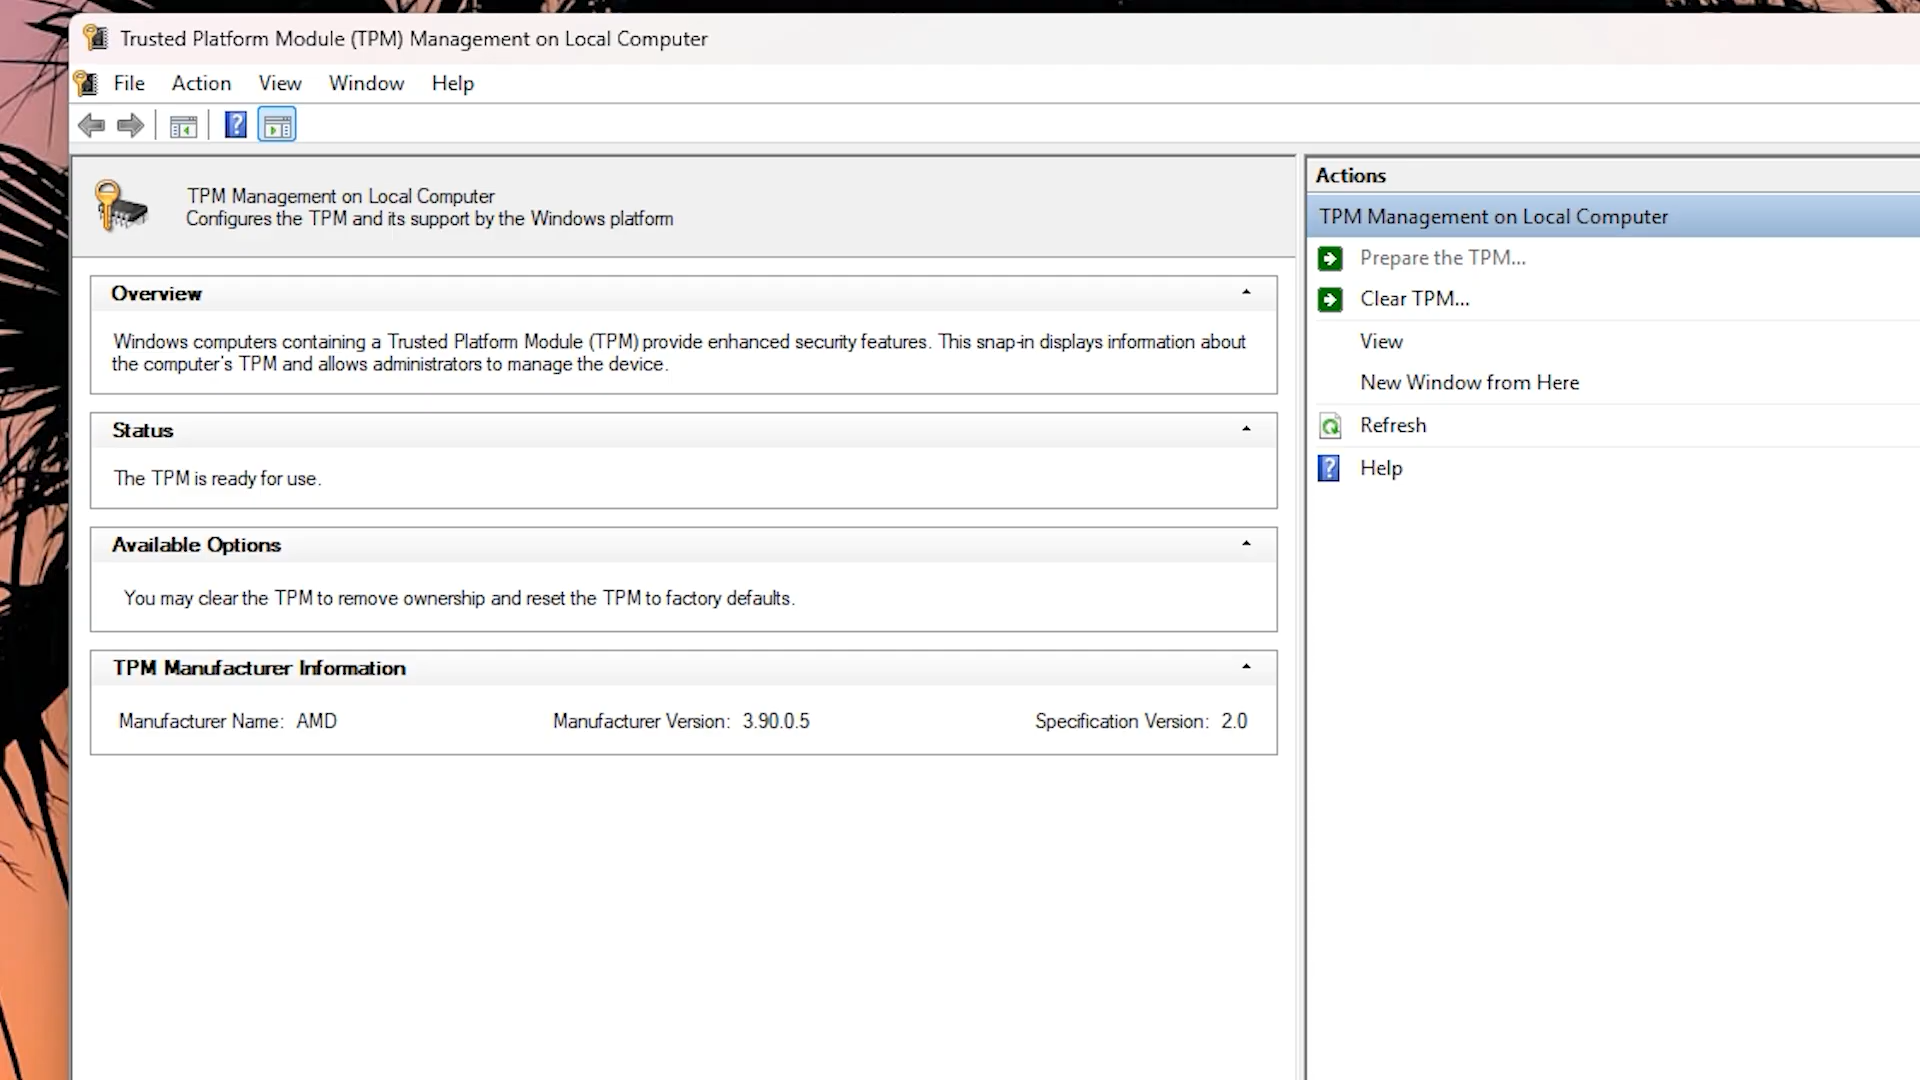 Trusted Platform Module (TPM) Management on Local Computer
File Action View Window Help
TPM Management on Local Computer
Configures the TPM and its support by the Windows platform
Overview
Windows computers containing a Trusted Platform Module (TPM) provide enhanced security features. This snap-in displays information about
the computer's TPM and allows administrators to manage the device.
Status
The TPM is ready for use.
Available Options
You may clear the TPM to remove ownership and reset the TPM to factory defaults.
TPM Manufacturer Information
Manufacturer Name: AMD Manufacturer Version: 3.90.0.5 Specification Version: 2.0
Actions
TPM Management on Local Computer
Prepare the TPM...
Clear TPM...
View
New Window from Here
Refresh
Help